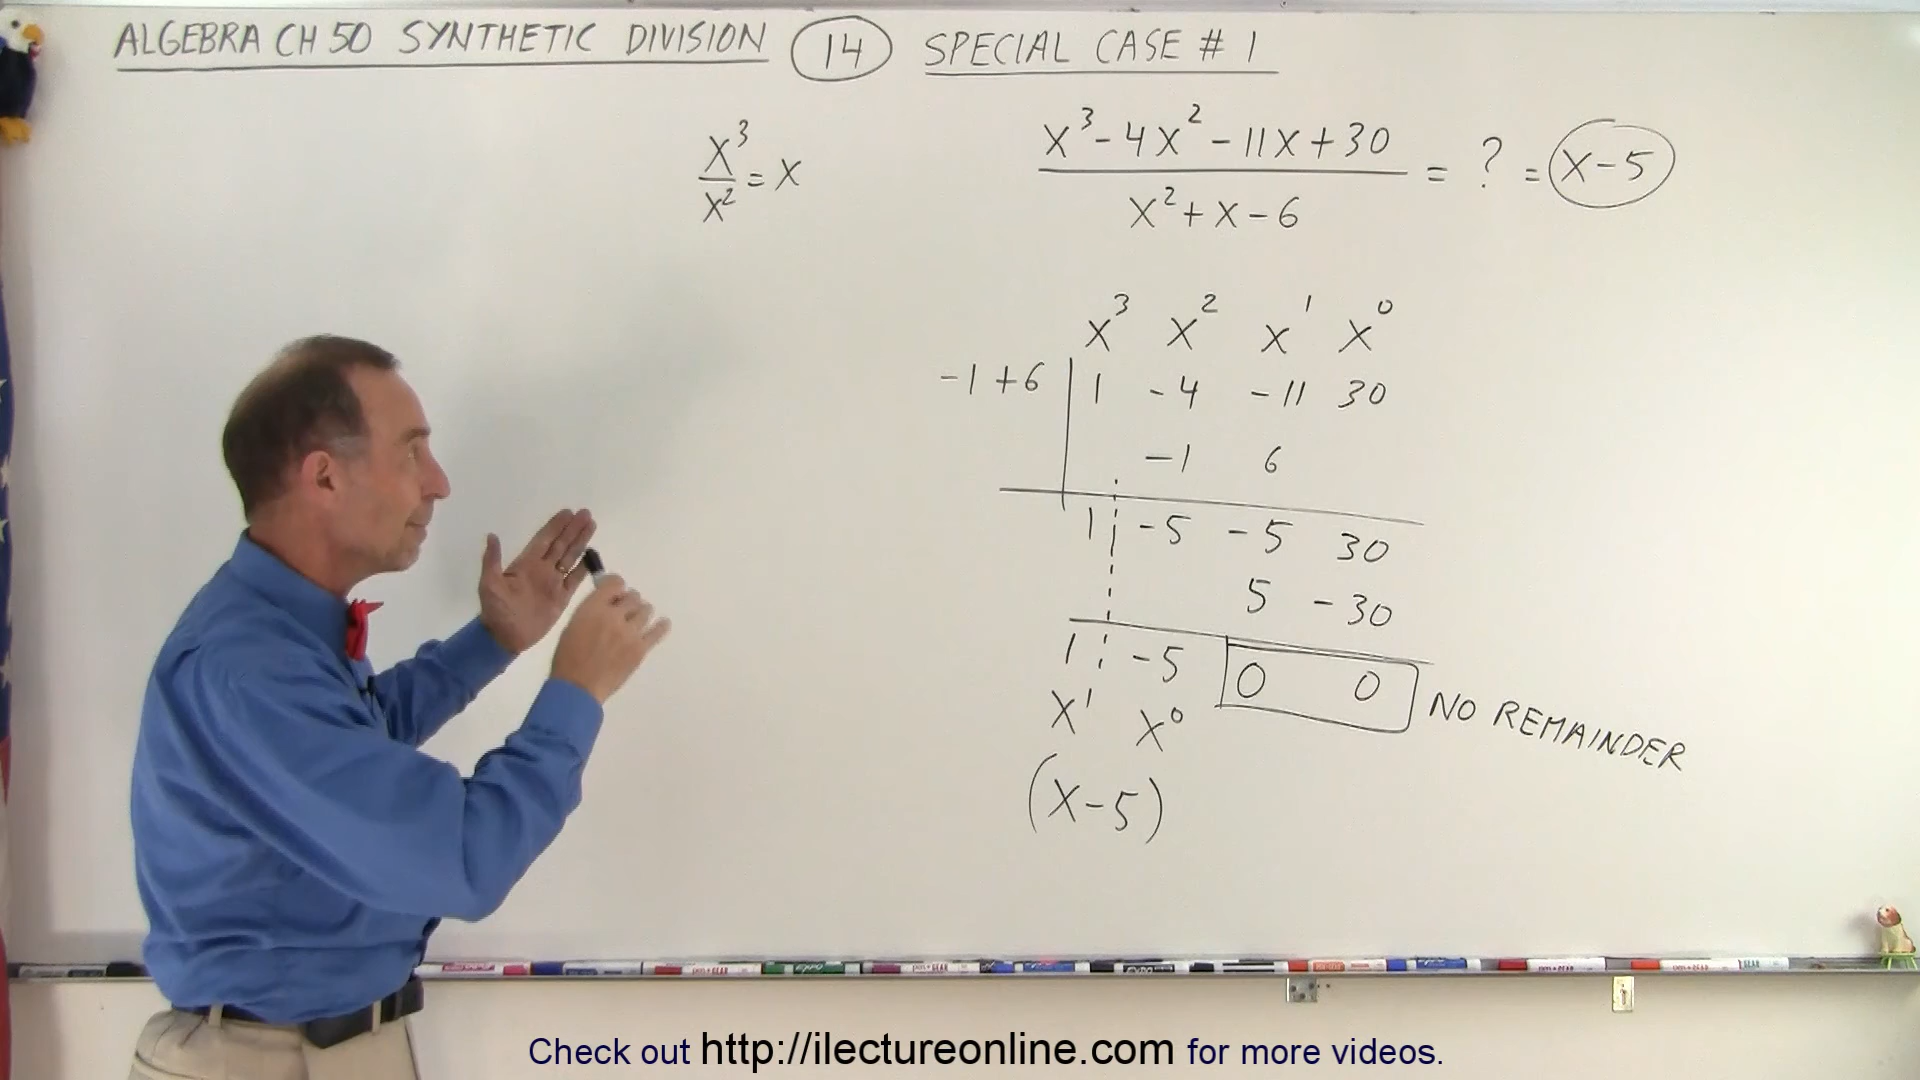 ALGEBRA CH 50 SYNTHETIC DIVISION 14 SPECIAL CASE # 1
x³/x² = x
x³ - 4x² - 11x + 30
x² + x - 6
= ? = x - 5
x³ x² x¹ x⁰
-1 +6 | 1 -4 -11 30
-1 6
1 -5 -5 30
5 -30
1 -5 0 0 NO REMAINDER
x¹ x⁰
(x - 5)
Check out http://ilectureonline.com for more videos.